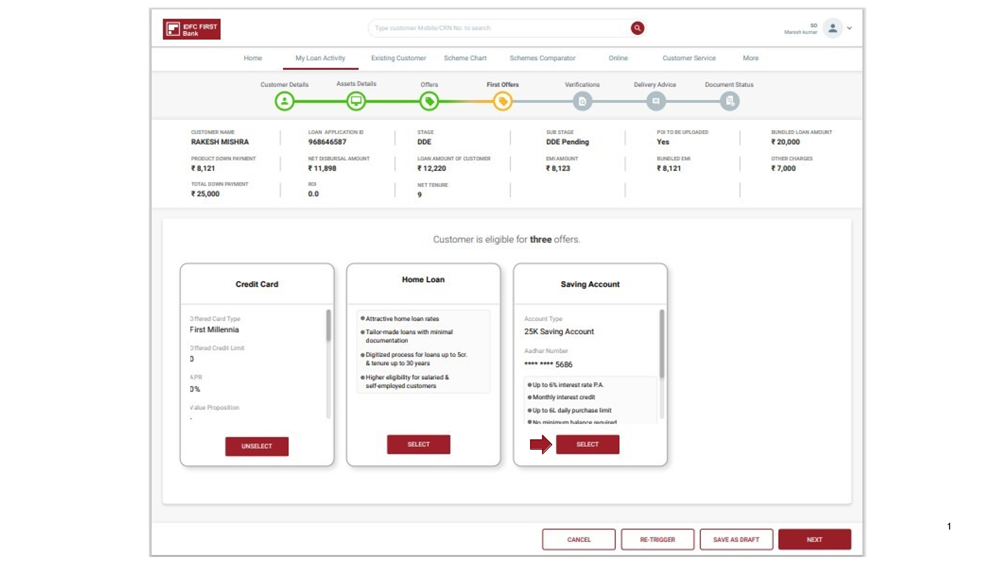 IDFC FIRST
Bank
Type customer Mobile/CRN No. to search
SO
Manish kumar
Home
My Loan Activity
Existing Customer
Scheme Chart
Schemes Comparator
Online
Customer Service
More
Customer Details
Assets Details
Offers
First Offers
Verifications
Delivery Advice
Document Status
CUSTOMER NAME
RAKESH MISHRA
LOAN APPLICATION ID
968646587
STAGE
DDE
SUB STAGE
DDE Pending
POI TO BE UPLOADED
Yes
BUNDLED LOAN AMOUNT
₹ 20,000
PRODUCT DOWN PAYMENT
₹ 8,121
NET DISBURSAL AMOUNT
₹ 11,898
LOAN AMOUNT OF CUSTOMER
₹ 12,220
EMI AMOUNT
₹ 8,123
BUNDLED EMI
₹ 8,121
OTHER CHARGES
₹ 7,000
TOTAL DOWN PAYMENT
₹ 25,000
ROI
0.0
NET TENURE
9
Customer is eligible for three offers.
Credit Card
Offered Card Type
First Millennia
Offered Credit Limit
0
APR
0%
Value Proposition
-
UNSELECT
Home Loan
Attractive home loan rates
Tailor-made loans with minimal
documentation
Digitized process for loans up to 5cr.
& tenure up to 30 years
Higher eligibility for salaried &
self-employed customers
SELECT
Saving Account
Account Type
25K Saving Account
Aadhar Number
**** **** 5686
Up to 6% interest rate P.A.
Monthly interest credit
Up to 6L daily purchase limit
No minimum balance required
SELECT
CANCEL
RE-TRIGGER
SAVE AS DRAFT
NEXT
1